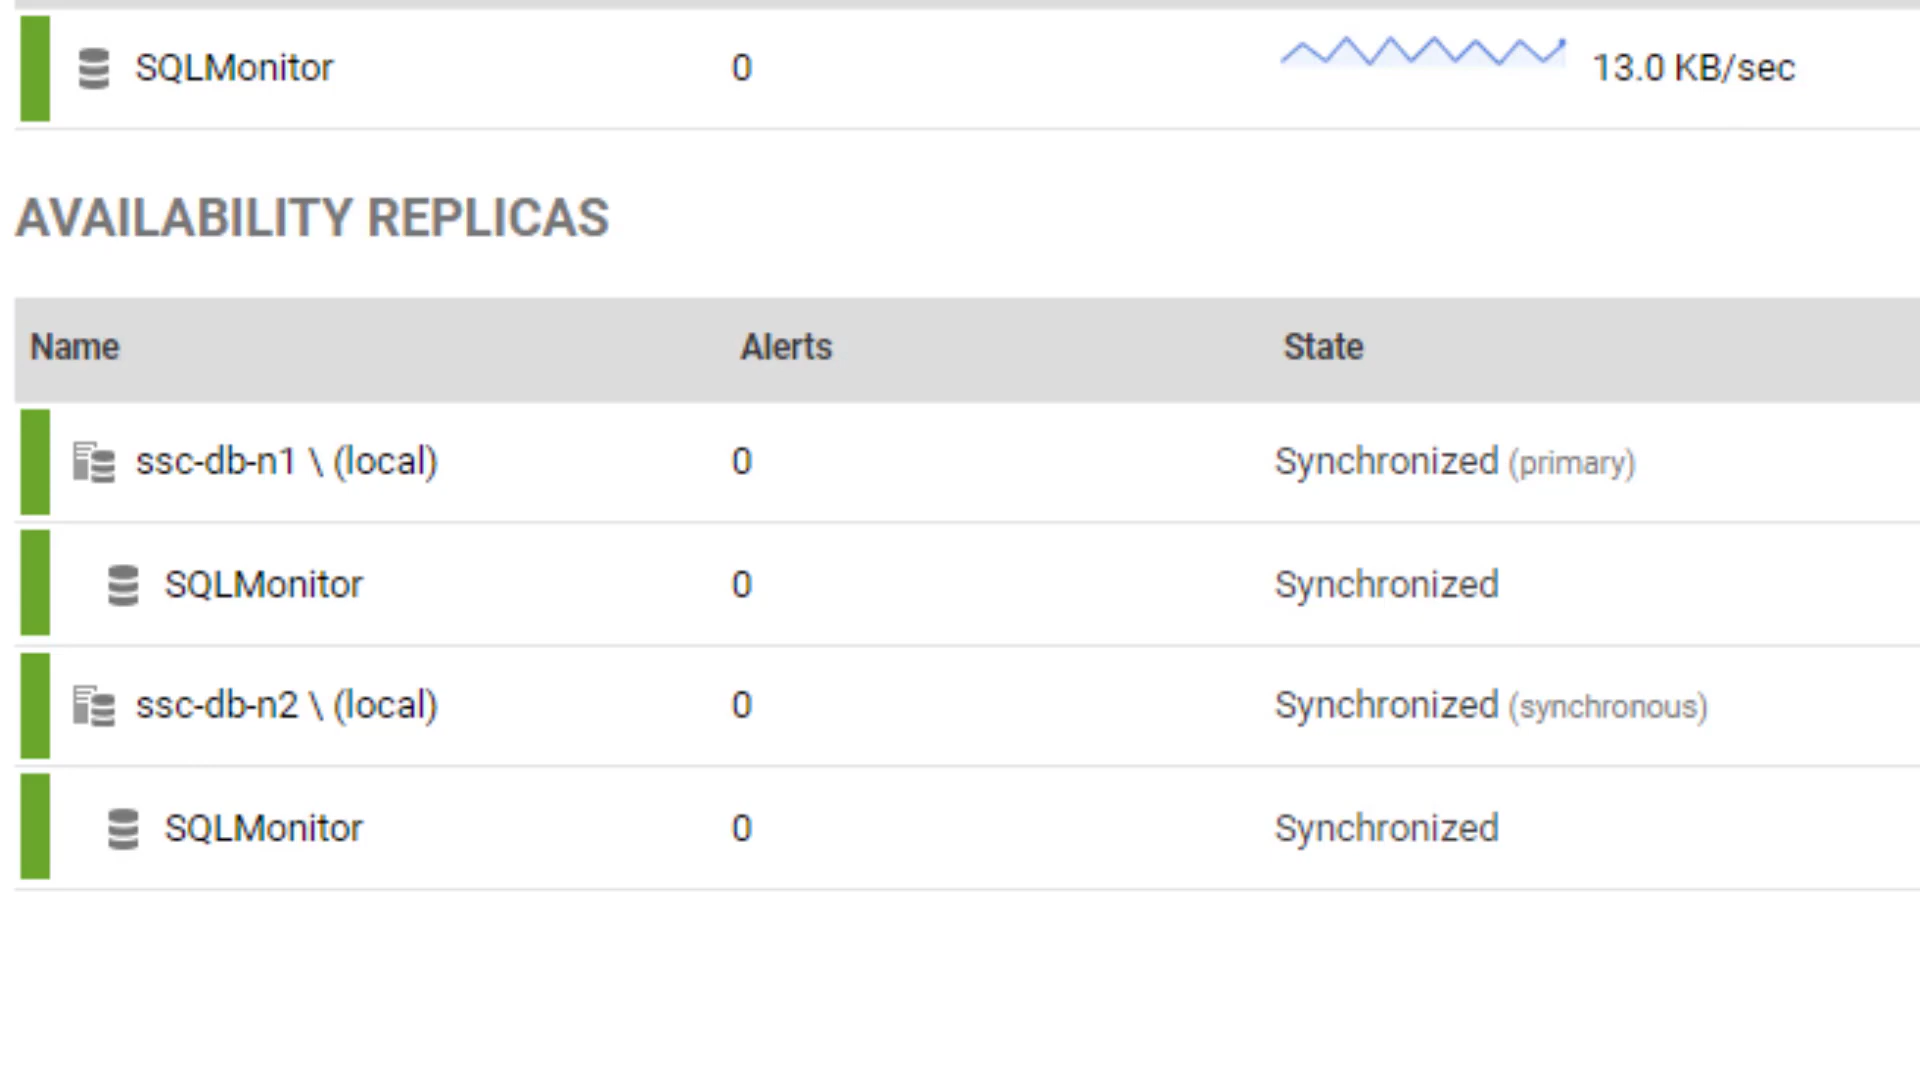 SQLMonitor 0 13.0 KB/sec
AVAILABILITY REPLICAS
Name Alerts State
ssc-db-n1 \ (local) 0 Synchronized (primary)
SQLMonitor 0 Synchronized
ssc-db-n2 \ (local) 0 Synchronized (synchronous)
SQLMonitor 0 Synchronized